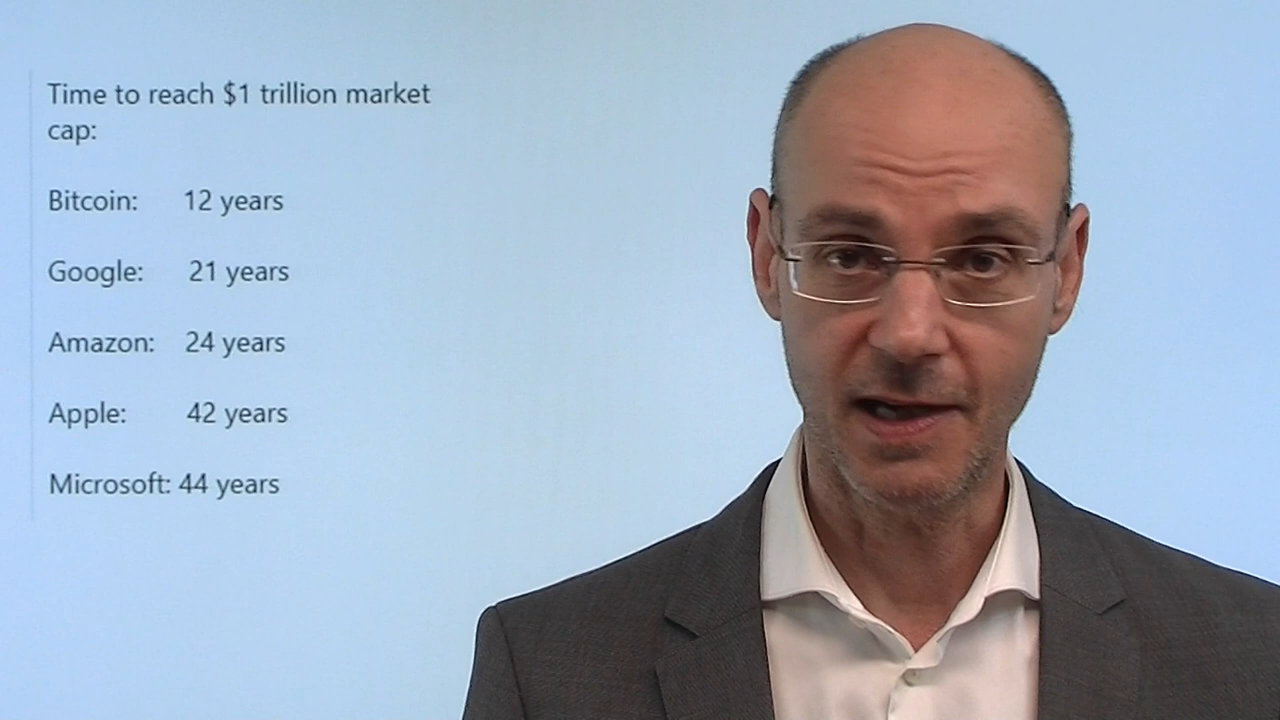 Time to reach $1 trillion market
cap:
Bitcoin: 12 years
Google: 21 years
Amazon: 24 years
Apple: 42 years
Microsoft: 44 years